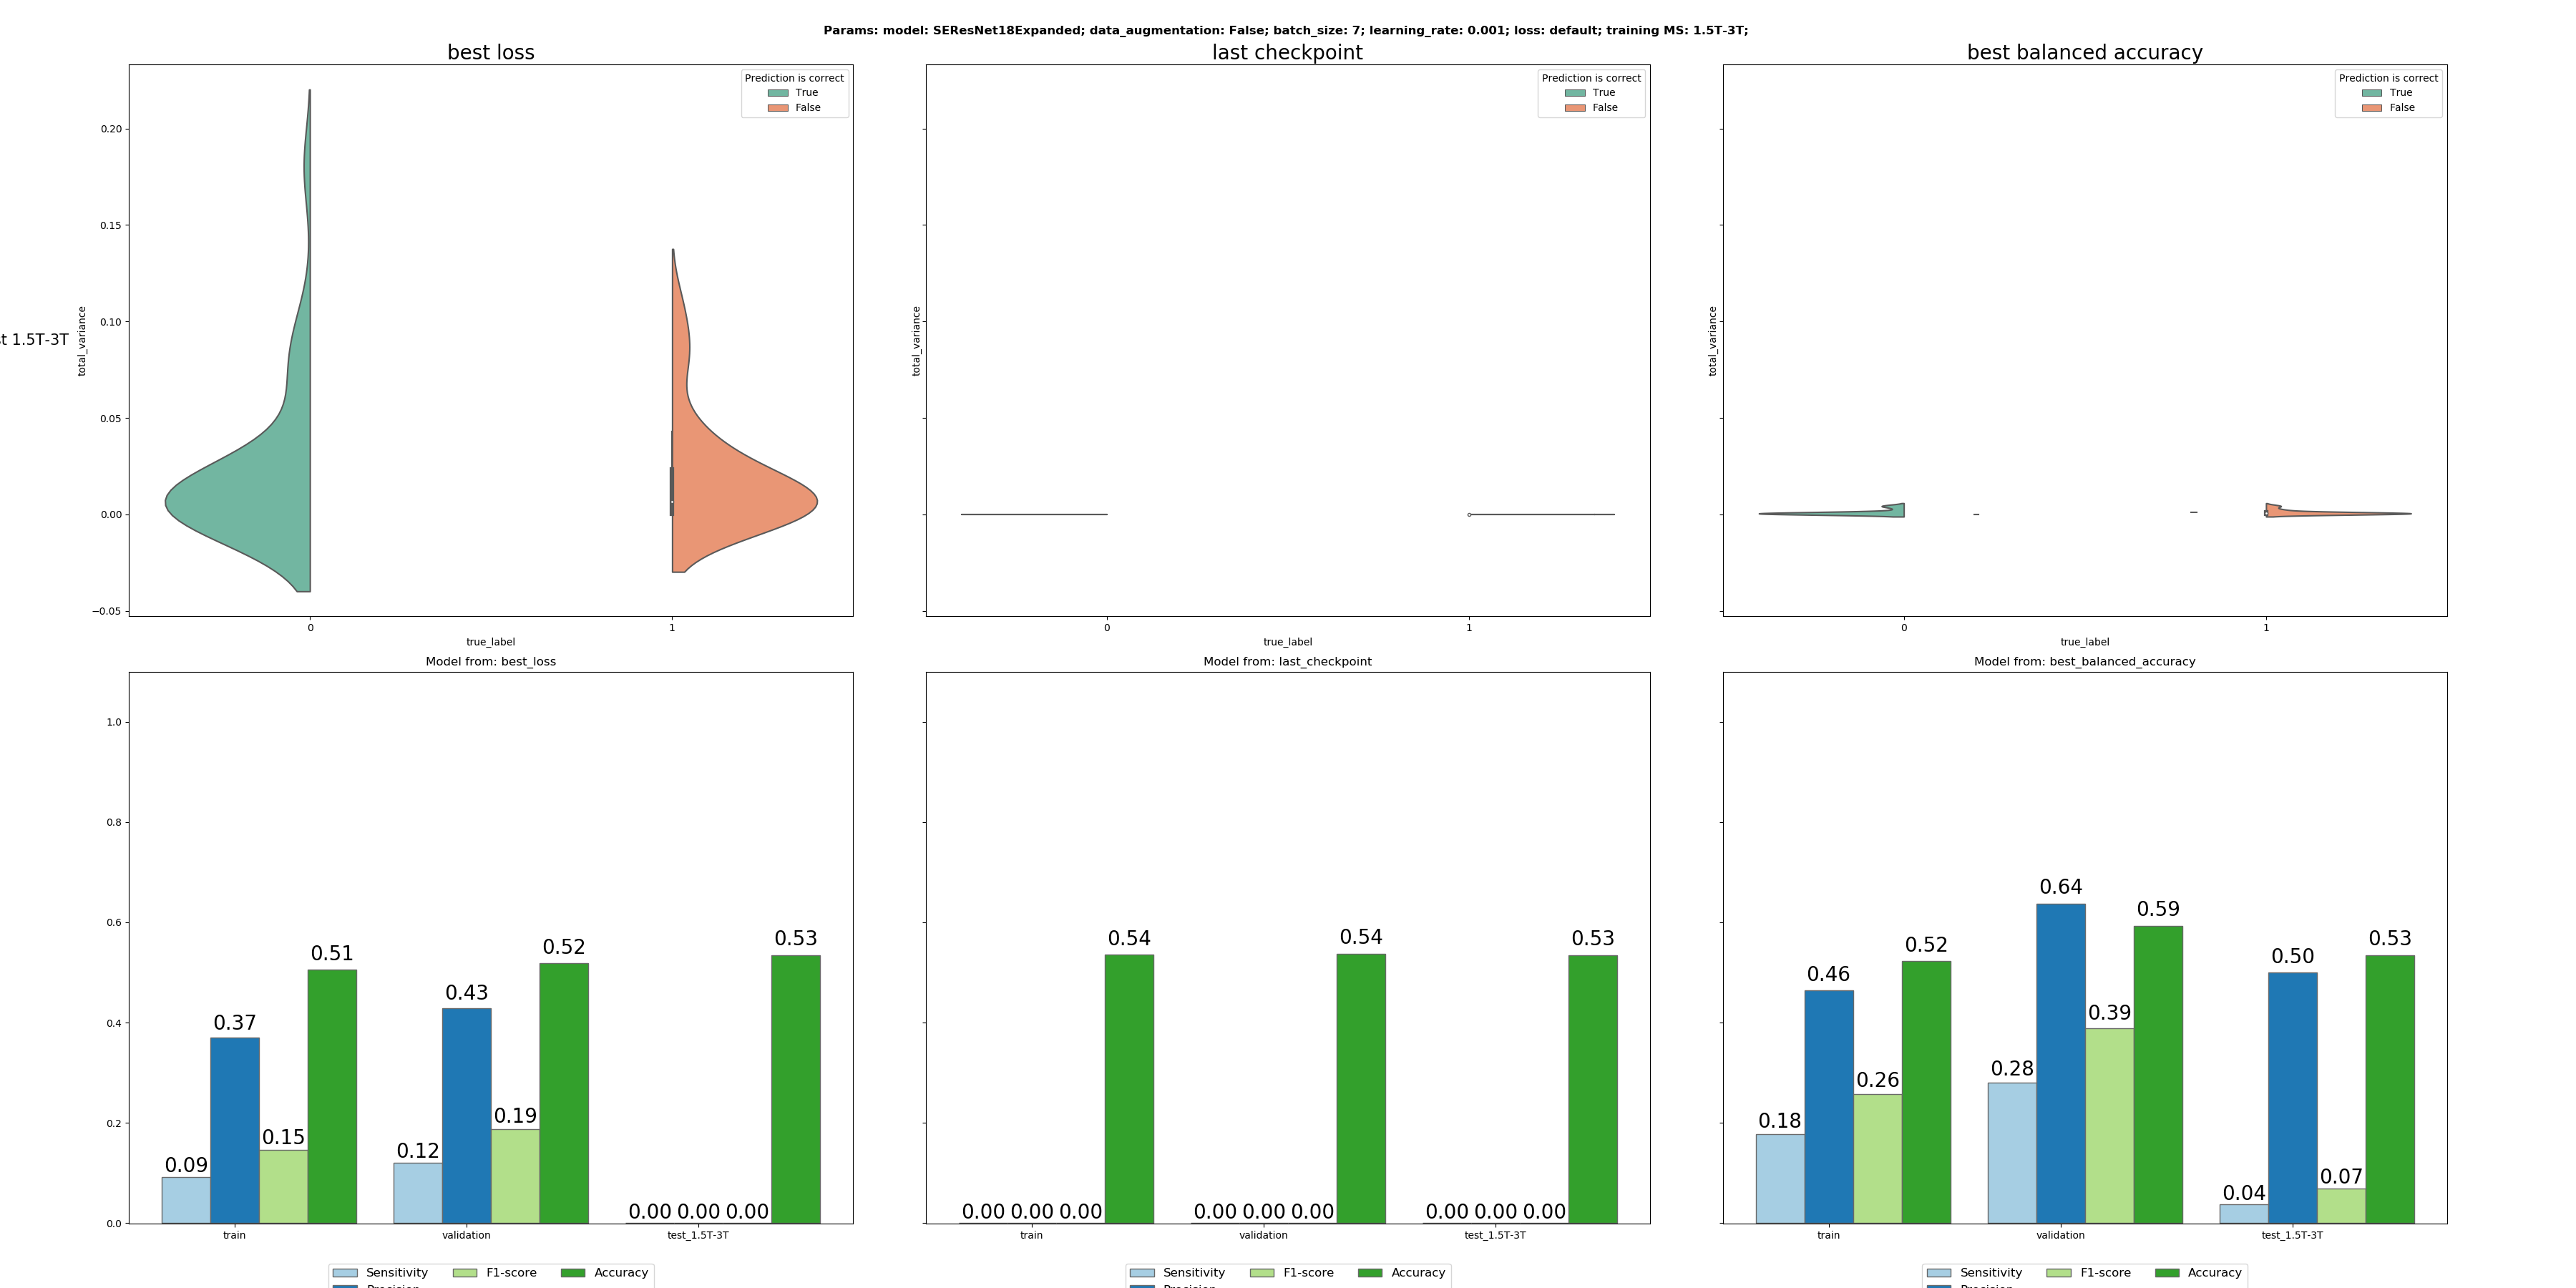 Params: model: SEResNet18Expanded; data_augmentation: False; batch_size: 7; learning_rate: 0.001; loss: default; training MS: 1.5T-3T;
best loss
last checkpoint
best balanced accuracy
Prediction is correct
True
False
Prediction is correct
True
False
Prediction is correct
True
False
0.20
0.15
0.10
0.05
0.00
−0.05
1.5T-3T
total_variance
total_variance
total_variance
0 1
0 1
0 1
true_label
true_label
true_label
Model from: best_loss
Model from: last_checkpoint
Model from: best_balanced_accuracy
1.0
0.8
0.6
0.4
0.2
0.0
0.09 0.37 0.15 0.51
0.12 0.43 0.19 0.52
0.00 0.00 0.00 0.53
0.00 0.00 0.00 0.54
0.00 0.00 0.00 0.54
0.00 0.00 0.00 0.53
0.18 0.46 0.26 0.52
0.28 0.64 0.39 0.59
0.04 0.50 0.07 0.53
train validation test_1.5T-3T
train validation test_1.5T-3T
train validation test_1.5T-3T
Sensitivity F1-score Accuracy
Sensitivity F1-score Accuracy
Sensitivity F1-score Accuracy